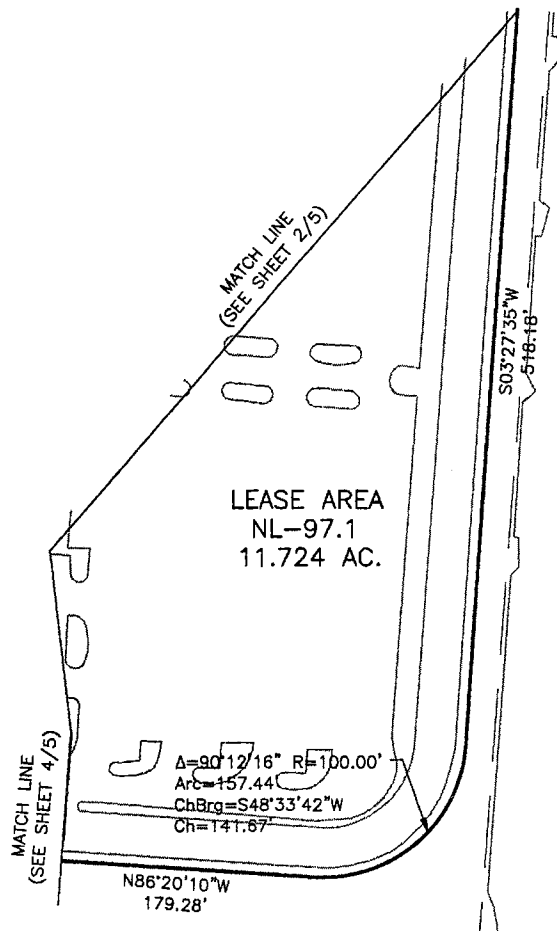 MATCH LINE
(SEE SHEET 2/5)
S03°27'35"W
518.18'
LEASE AREA
NL-97.1
11.724 AC.
MATCH LINE
(SEE SHEET 4/5)
Δ=90°12'16" R=100.00'
Arc=157.44'
ChBrg=S48°33'42"W
Ch=141.67'
N86°20'10"W
179.28'